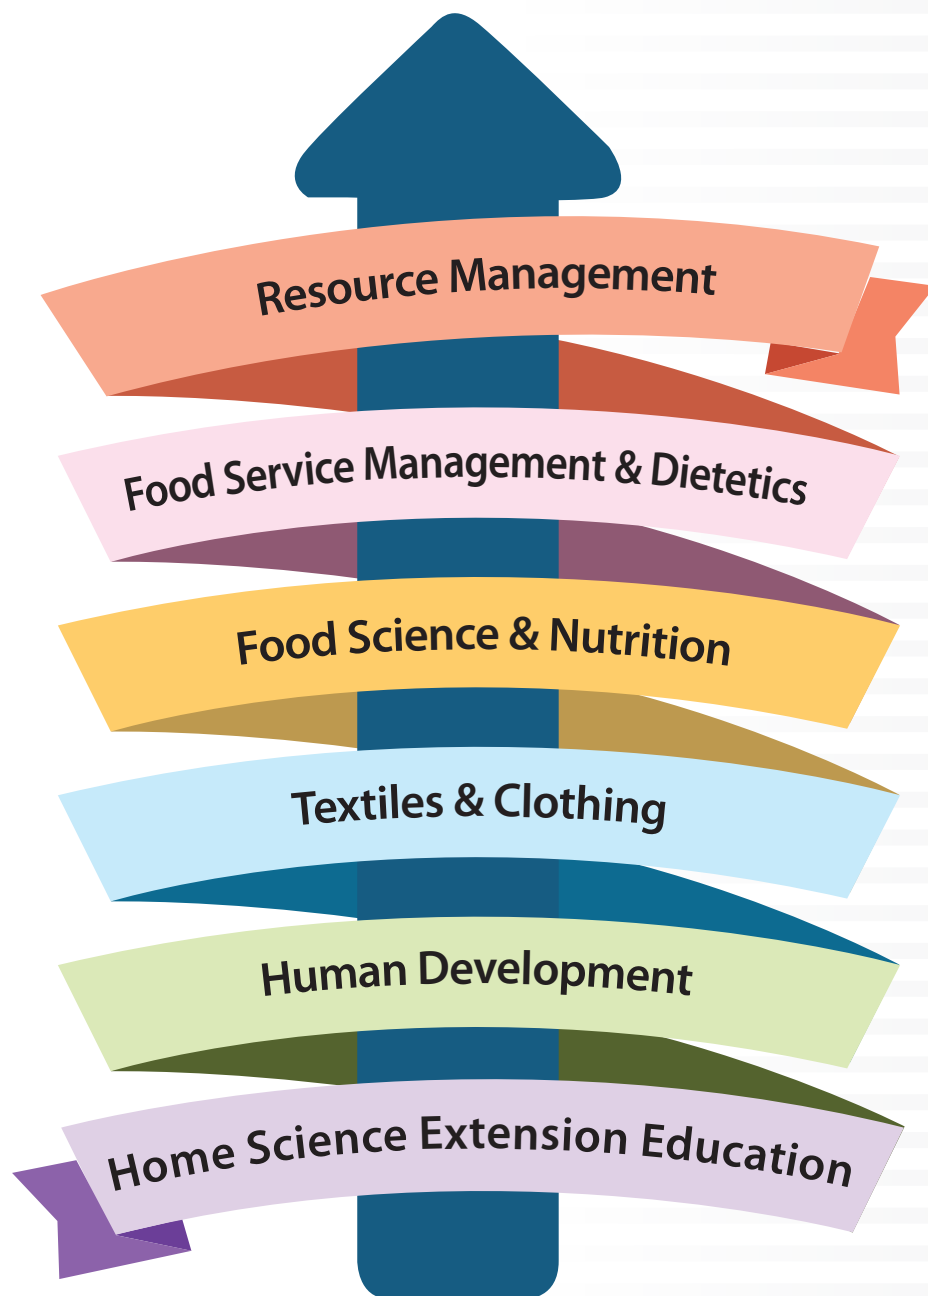 Resource Management
Food Service Management & Dietetics
Food Science & Nutrition
Textiles & Clothing
Human Development
Home Science Extension Education